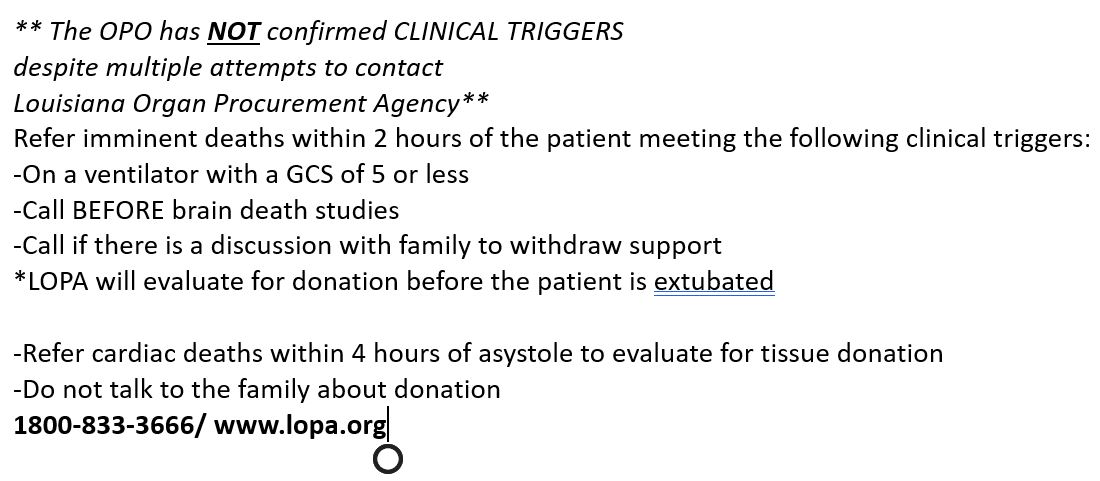 ** The OPO has NOT confirmed CLINICAL TRIGGERS
despite multiple attempts to contact
Louisiana Organ Procurement Agency**
Refer imminent deaths within 2 hours of the patient meeting the following clinical triggers:
-On a ventilator with a GCS of 5 or less
-Call BEFORE brain death studies
-Call if there is a discussion with family to withdraw support
*LOPA will evaluate for donation before the patient is extubated
-Refer cardiac deaths within 4 hours of asystole to evaluate for tissue donation
-Do not talk to the family about donation
1800-833-3666/ www.lopa.org